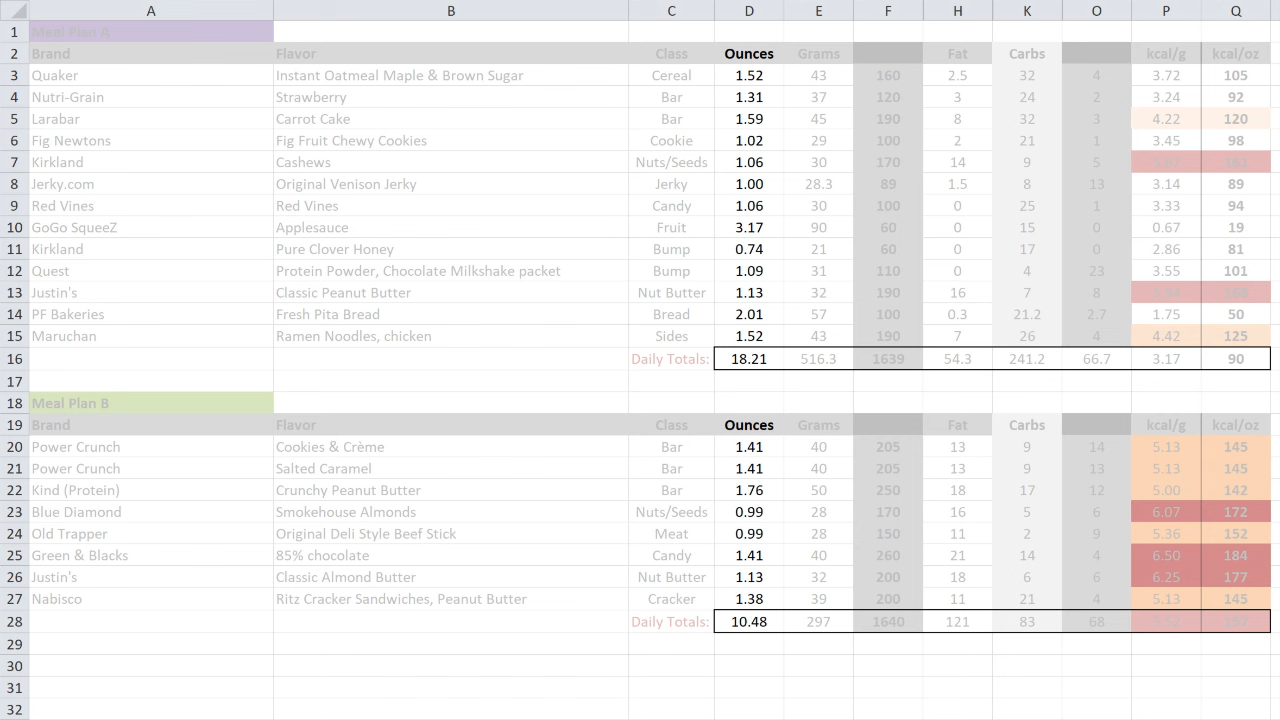 A B C D E F H K O P Q
1 Meal Plan A
2 Brand Flavor Class Ounces Grams Fat Carbs kcal/g kcal/oz
3 Quaker Instant Oatmeal Maple & Brown Sugar Cereal 1.52 43 160 2.5 32 4 3.72 105
4 Nutri-Grain Strawberry Bar 1.31 37 120 3 24 2 3.24 92
5 Larabar Carrot Cake Bar 1.59 45 190 8 32 3 4.22 120
6 Fig Newtons Fig Fruit Chewy Cookies Cookie 1.02 29 100 2 21 1 3.45 98
7 Kirkland Cashews Nuts/Seeds 1.06 30 170 14 9 5
8 Jerky.com Original Venison Jerky Jerky 1.00 28.3 89 1.5 8 13 3.14 89
9 Red Vines Red Vines Candy 1.06 30 100 0 25 1 3.33 94
10 GoGo SqueeZ Applesauce Fruit 3.17 90 60 0 15 0 0.67 19
11 Kirkland Pure Clover Honey Bump 0.74 21 60 0 17 0 2.86 81
12 Quest Protein Powder, Chocolate Milkshake packet Bump 1.09 31 110 0 4 23 3.55 101
13 Justin's Classic Peanut Butter Nut Butter 1.13 32 190 16 7 8
14 PF Bakeries Fresh Pita Bread Bread 2.01 57 100 0.3 21.2 2.7 1.75 50
15 Maruchan Ramen Noodles, chicken Sides 1.52 43 190 7 26 4 4.42 125
16 Daily Totals: 18.21 516.3 1639 54.3 241.2 66.7 3.17 90
17
18 Meal Plan B
19 Brand Flavor Class Ounces Grams Fat Carbs kcal/g kcal/oz
20 Power Crunch Cookies & Crème Bar 1.41 40 205 13 9 14 5.13 145
21 Power Crunch Salted Caramel Bar 1.41 40 205 13 9 13 5.13 145
22 Kind (Protein) Crunchy Peanut Butter Bar 1.76 50 250 18 17 12 5.00 142
23 Blue Diamond Smokehouse Almonds Nuts/Seeds 0.99 28 170 16 5 6 6.07 172
24 Old Trapper Original Deli Style Beef Stick Meat 0.99 28 150 11 2 9 5.36 152
25 Green & Blacks 85% chocolate Candy 1.41 40 260 21 14 4 6.50 184
26 Justin's Classic Almond Butter Nut Butter 1.13 32 200 18 6 6 6.25 177
27 Nabisco Ritz Cracker Sandwiches, Peanut Butter Cracker 1.38 39 200 11 21 4 5.13 145
28 Daily Totals: 10.48 297 1640 121 83 68
29
30
31
32